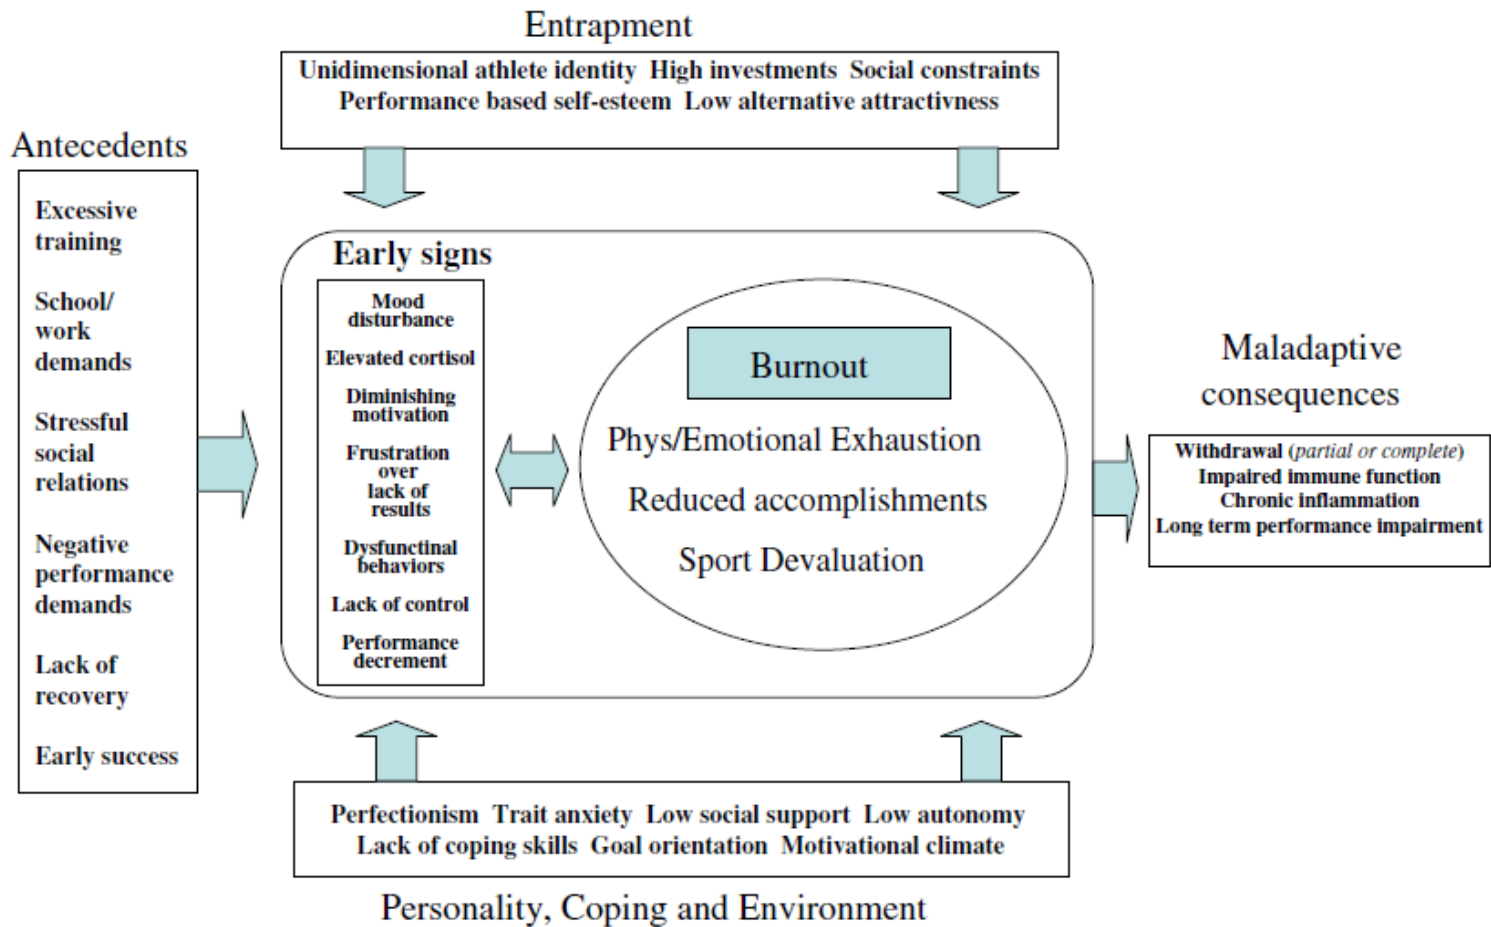 Entrapment
Unidimensional athlete identity High investments Social constraints
Performance based self-esteem Low alternative attractivness
Antecedents
Excessive
training
School/
work
demands
Stressful
social
relations
Negative
performance
demands
Lack of
recovery
Early success
Early signs
Mood
disturbance
Elevated cortisol
Diminishing
motivation
Frustration
over
lack of
results
Dysfunctinal
behaviors
Lack of control
Performance
decrement
Burnout
Phys/Emotional Exhaustion
Reduced accomplishments
Sport Devaluation
Maladaptive
consequences
Withdrawal (partial or complete)
Impaired immune function
Chronic inflammation
Long term performance impairment
Perfectionism Trait anxiety Low social support Low autonomy
Lack of coping skills Goal orientation Motivational climate
Personality, Coping and Environment